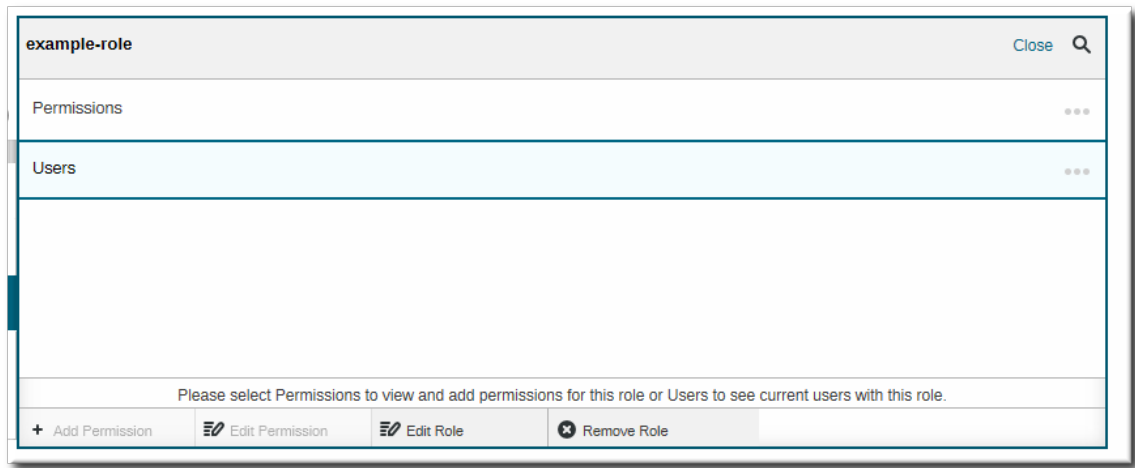 example-role Close
Permissions
Users
Please select Permissions to view and add permissions for this role or Users to see current users with this role.
+ Add Permission Edit Permission Edit Role Remove Role